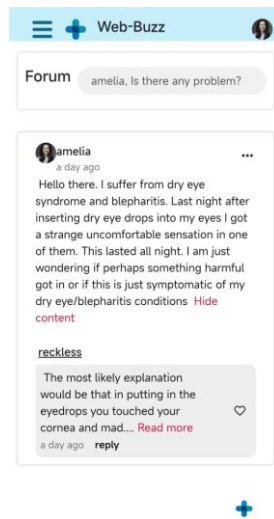 Web-Buzz
Forum
amelia, Is there any problem?
amelia
...
a day ago
Hello there. I suffer from dry eye
syndrome and blepharitis. Last night after
inserting dry eye drops into my eyes I got
a strange uncomfortable sensation in one
of them. This lasted all night. I am just
wondering if perhaps something harmful
got in or if this is just symptomatic of my
dry eye/blepharitis conditions Hide
content
reckless
The most likely explanation
would be that in putting in the
eyedrops you touched your
cornea and mad.... Read more
a day ago reply